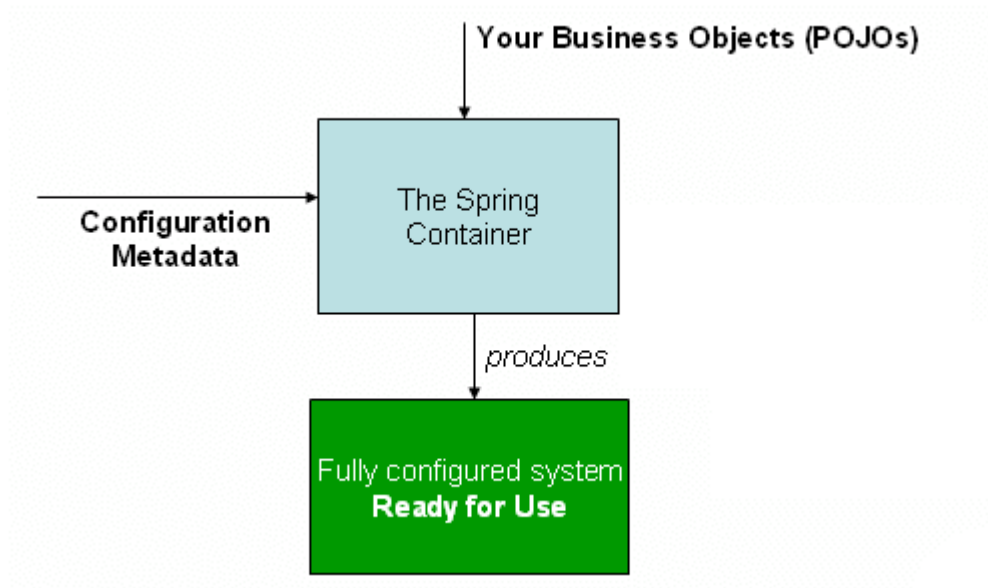 Your Business Objects (POJOs)
The Spring
Container
Configuration
Metadata
produces
Fully configured system
Ready for Use